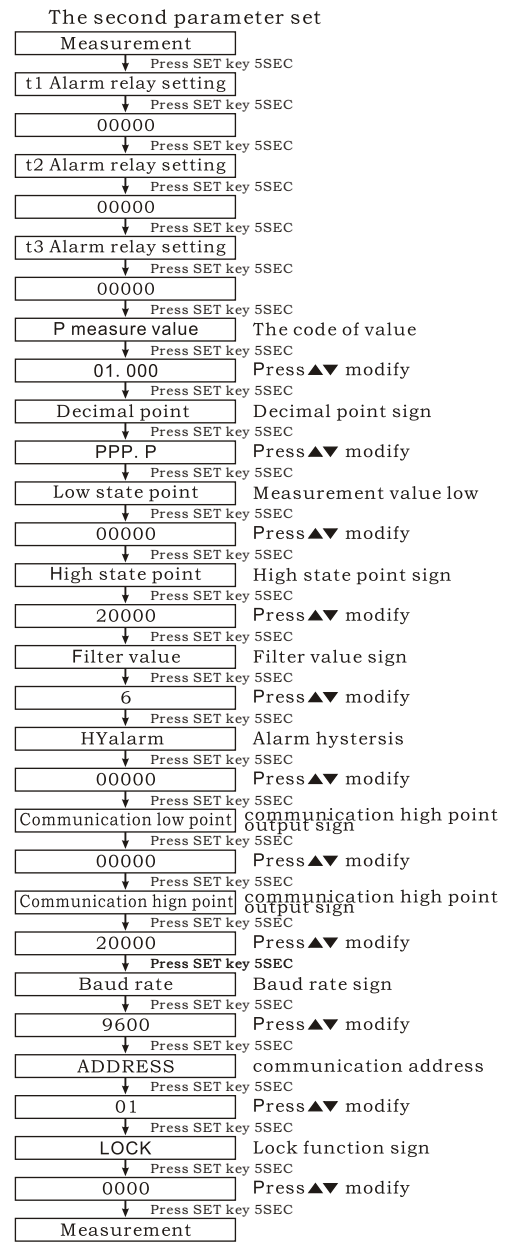 The second parameter set
Measurement
Press SET key 5SEC
t1 Alarm relay setting
Press SET key 5SEC
00000
Press SET key 5SEC
t2 Alarm relay setting
Press SET key 5SEC
00000
Press SET key 5SEC
t3 Alarm relay setting
Press SET key 5SEC
00000
Press SET key 5SEC
P measure value The code of value
Press SET key 5SEC
01.000 Press▲▼ modify
Press SET key 5SEC
Decimal point Decimal point sign
Press SET key 5SEC
PPP. P Press▲▼ modify
Press SET key 5SEC
Low state point Measurement value low
Press SET key 5SEC
00000 Press▲▼ modify
Press SET key 5SEC
High state point High state point sign
Press SET key 5SEC
20000 Press▲▼ modify
Press SET key 5SEC
Filter value Filter value sign
Press SET key 5SEC
6 Press▲▼ modify
Press SET key 5SEC
HYalarm Alarm hystersis
Press SET key 5SEC
00000 Press▲▼ modify
Press SET key 5SEC
Communication low point communication high point
output sign
Press SET key 5SEC
00000 Press▲▼ modify
Press SET key 5SEC
Communication hign point communication high point
output sign
Press SET key 5SEC
20000 Press▲▼ modify
Press SET key 5SEC
Baud rate Baud rate sign
Press SET key 5SEC
9600 Press▲▼ modify
Press SET key 5SEC
ADDRESS communication address
Press SET key 5SEC
01 Press▲▼ modify
Press SET key 5SEC
LOCK Lock function sign
Press SET key 5SEC
0000 Press▲▼ modify
Press SET key 5SEC
Measurement